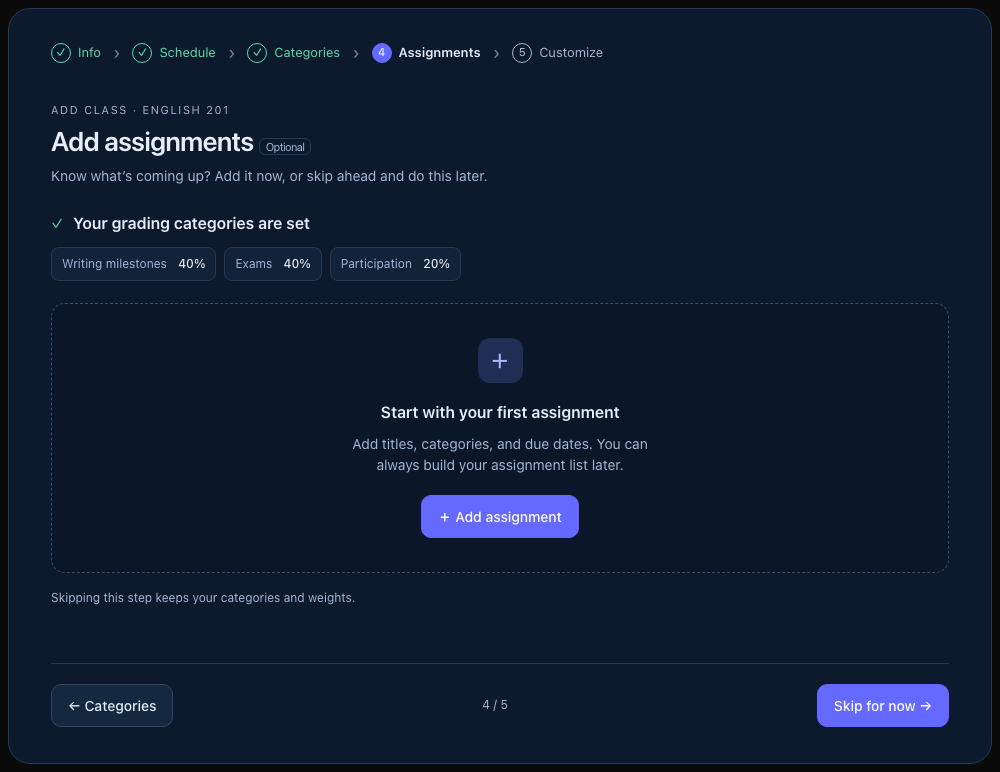 ✓ Info › ✓ Schedule › ✓ Categories › 4 Assignments › 5 Customize
ADD CLASS · ENGLISH 201
Add assignments Optional
Know what’s coming up? Add it now, or skip ahead and do this later.
✓ Your grading categories are set
Writing milestones 40% Exams 40% Participation 20%
+
Start with your first assignment
Add titles, categories, and due dates. You can
always build your assignment list later.
+ Add assignment
Skipping this step keeps your categories and weights.
← Categories 4 / 5 Skip for now →